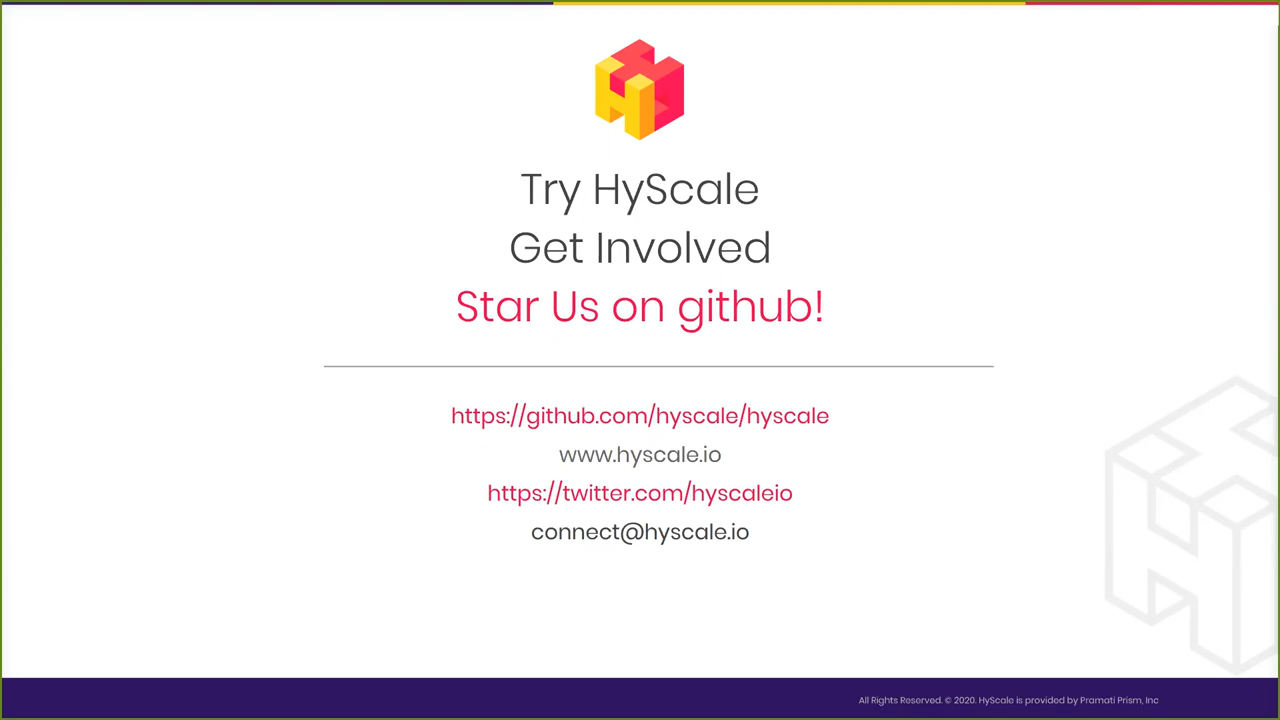 Try HyScale
Get Involved
Star Us on github!
https://github.com/hyscale/hyscale
www.hyscale.io
https://twitter.com/hyscaleio
connect@hyscale.io
All Rights Reserved. © 2020. HyScale is provided by Pramati Prism, Inc